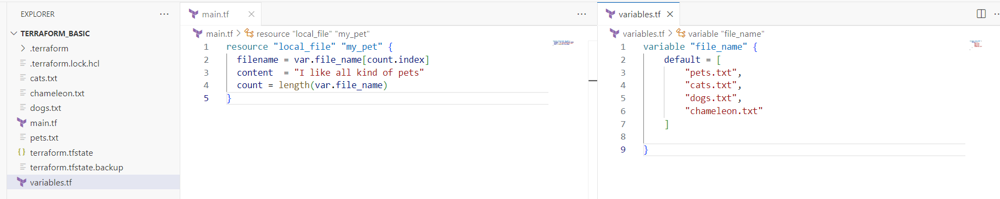 EXPLORER ...
TERRAFORM_BASIC
.terraform
.terraform.lock.hcl
cats.txt
chameleon.txt
dogs.txt
main.tf
pets.txt
{} terraform.tfstate
terraform.tfstate.backup
variables.tf
main.tf ...
main.tf > resource "local_file" "my_pet"
1 resource "local_file" "my_pet" {
2 filename = var.file_name[count.index]
3 content = "I like all kind of pets"
4 count = length(var.file_name)
5 }
variables.tf
variables.tf > variable "file_name"
1 variable "file_name" {
2 default = [
3 "pets.txt",
4 "cats.txt",
5 "dogs.txt",
6 "chameleon.txt"
7 ]
8
9 }